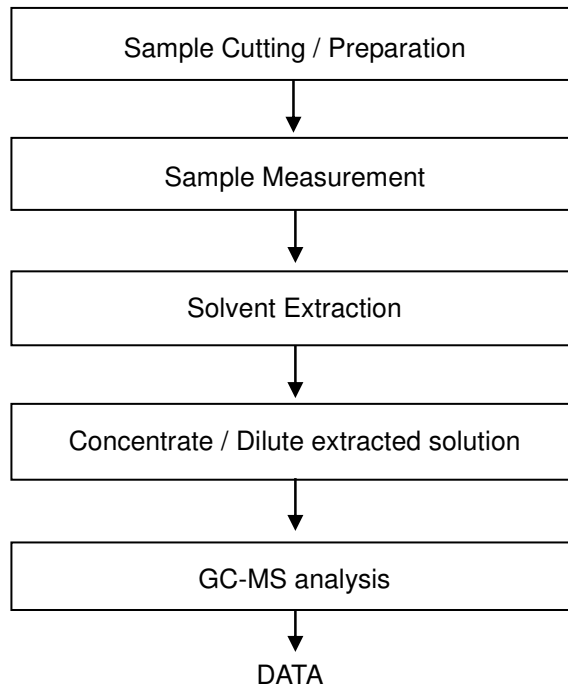 Sample Cutting / Preparation
Sample Measurement
Solvent Extraction
Concentrate / Dilute extracted solution
GC-MS analysis
DATA